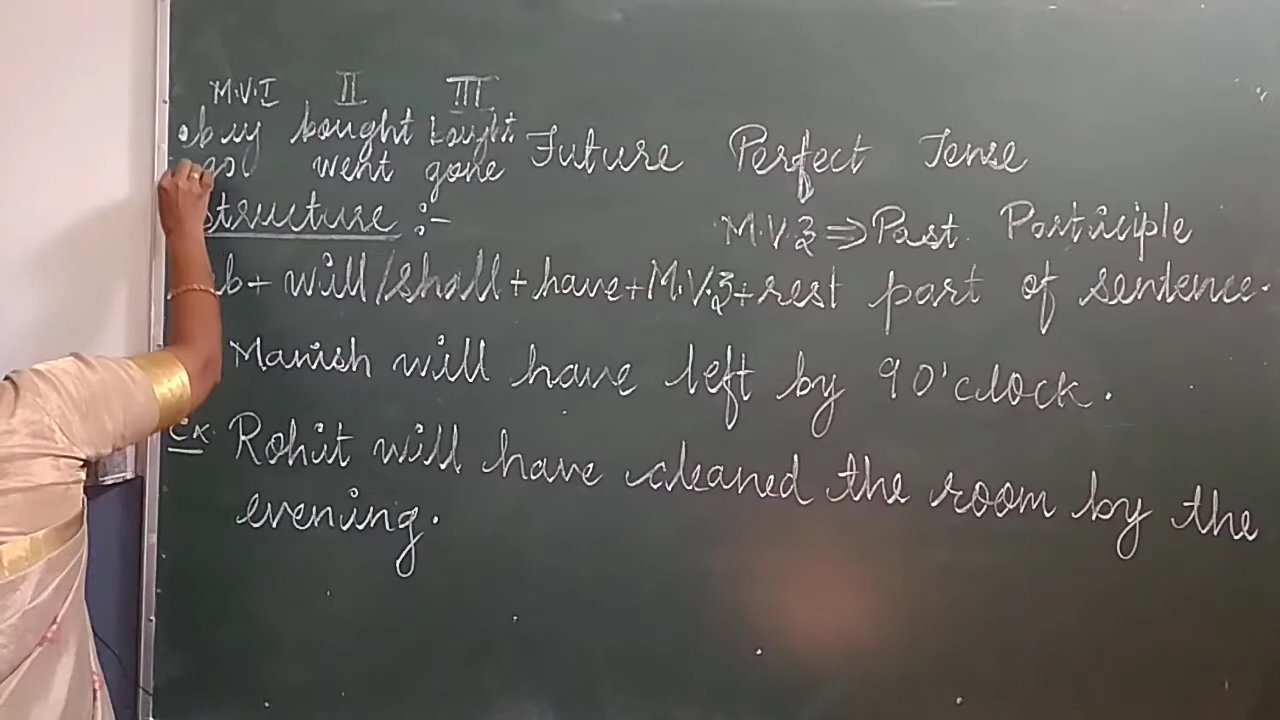 M.V.I II III
buy bought bought
go went gone
Future Perfect Tense
Structure :-
M.V.3 ⇒ Past Participle
+ will/shall + have + M.V.3 + rest part of sentence.
Manish will have left by 9 O'clock.
Ex. Rohit will have cleaned the room by the
evening.